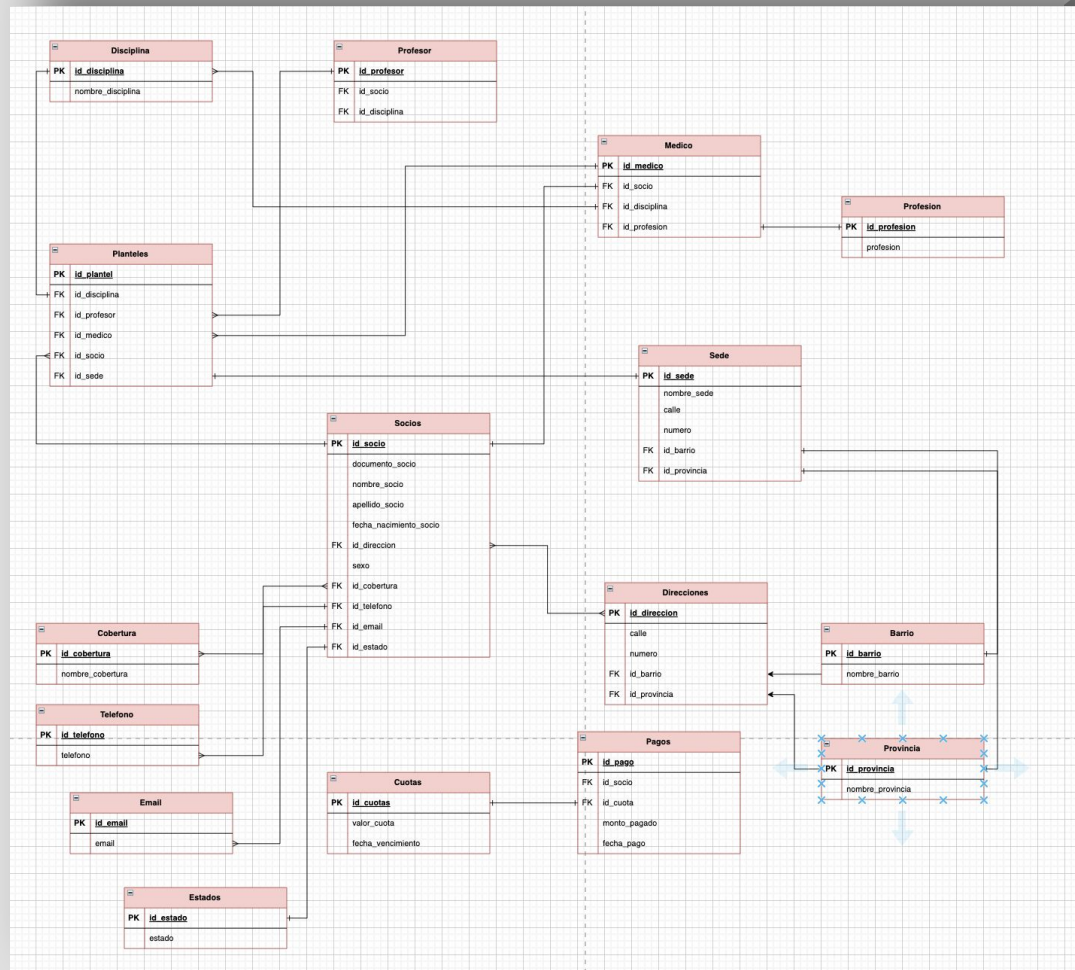 Disciplina
PK id_disciplina
nombre_disciplina
Profesor
PK id_profesor
FK id_socio
FK id_disciplina
Medico
PK id_medico
FK id_socio
FK id_disciplina
FK id_profesion
Profesion
PK id_profesion
profesion
Planteles
PK id_plantel
FK id_disciplina
FK id_profesor
FK id_medico
FK id_socio
FK id_sede
Sede
PK id_sede
nombre_sede
calle
numero
FK id_barrio
FK id_provincia
Socios
PK id_socio
documento_socio
nombre_socio
apellido_socio
fecha_nacimiento_socio
FK id_direccion
sexo
FK id_cobertura
FK id_telefono
FK id_email
FK id_estado
Direcciones
PK id_direccion
calle
numero
FK id_barrio
FK id_provincia
Barrio
PK id_barrio
nombre_barrio
Cobertura
PK id_cobertura
nombre_cobertura
Telefono
PK id_telefono
telefono
Pagos
PK id_pago
FK id_socio
FK id_cuota
monto_pagado
fecha_pago
Provincia
PK id_provincia
nombre_provincia
Cuotas
PK id_cuotas
valor_cuota
fecha_vencimiento
Email
PK id_email
email
Estados
PK id_estado
estado